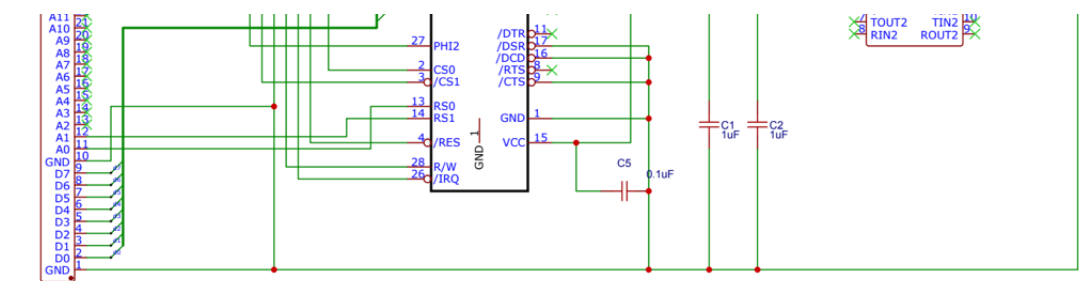 A11
A10 21
A9 20
A8 19
A7 18
A6 17
A5 16
A4 15
A3 14
A2 13
A1 12
A0 11
GND 10
D7 9
D6 8
D5 7
D4 6
D3 5
D2 4
D1 3
D0 2
GND 1
27 PHI2
2 CS0
3 /CS1
13 RS0
14 RS1
4 /RES
28 R/W
26 /IRQ
/DTR 11
/DSR 17
/DCD 16
/RTS 8
/CTS 9
GND 1
VCC 15
GND 1
C5
0.1uF
C1
1uF
C2
1uF
7 TOUT2 TIN2 10
8 RIN2 ROUT2 9